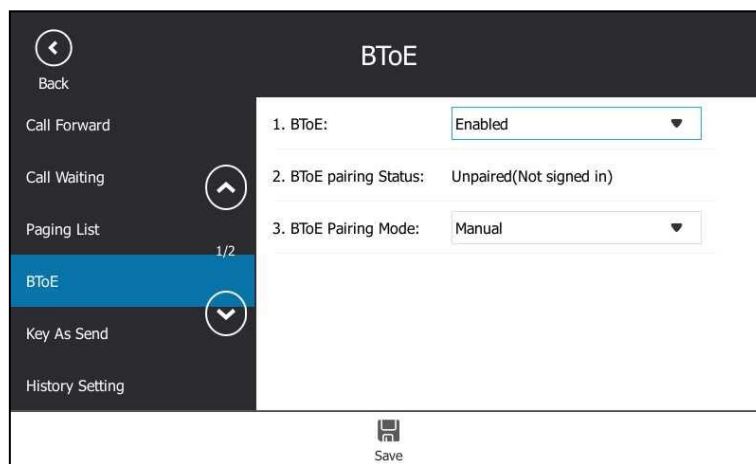 BToE
Back
Call Forward
Call Waiting
Paging List
1/2
BToE
Key As Send
History Setting
1. BToE: Enabled
2. BToE pairing Status: Unpaired(Not signed in)
3. BToE Pairing Mode: Manual
Save